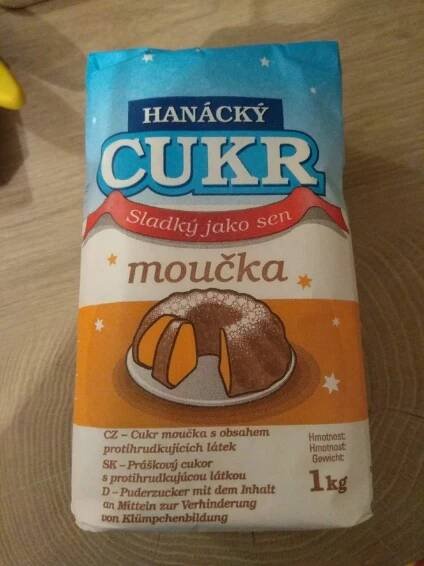 HANÁCKÝ
CUKR
Sladký jako sen
moučka
CZ – Cukr moučka s obsahem
protihrudkujících látek
SK – Práškový cukor
s protihrudkujúcou látkou
D – Puderzucker mit dem Inhalt
an Mitteln zur Verhinderung
von Klümpchenbildung
Hmotnost:
Hmotnosť:
Gewicht:
1kg